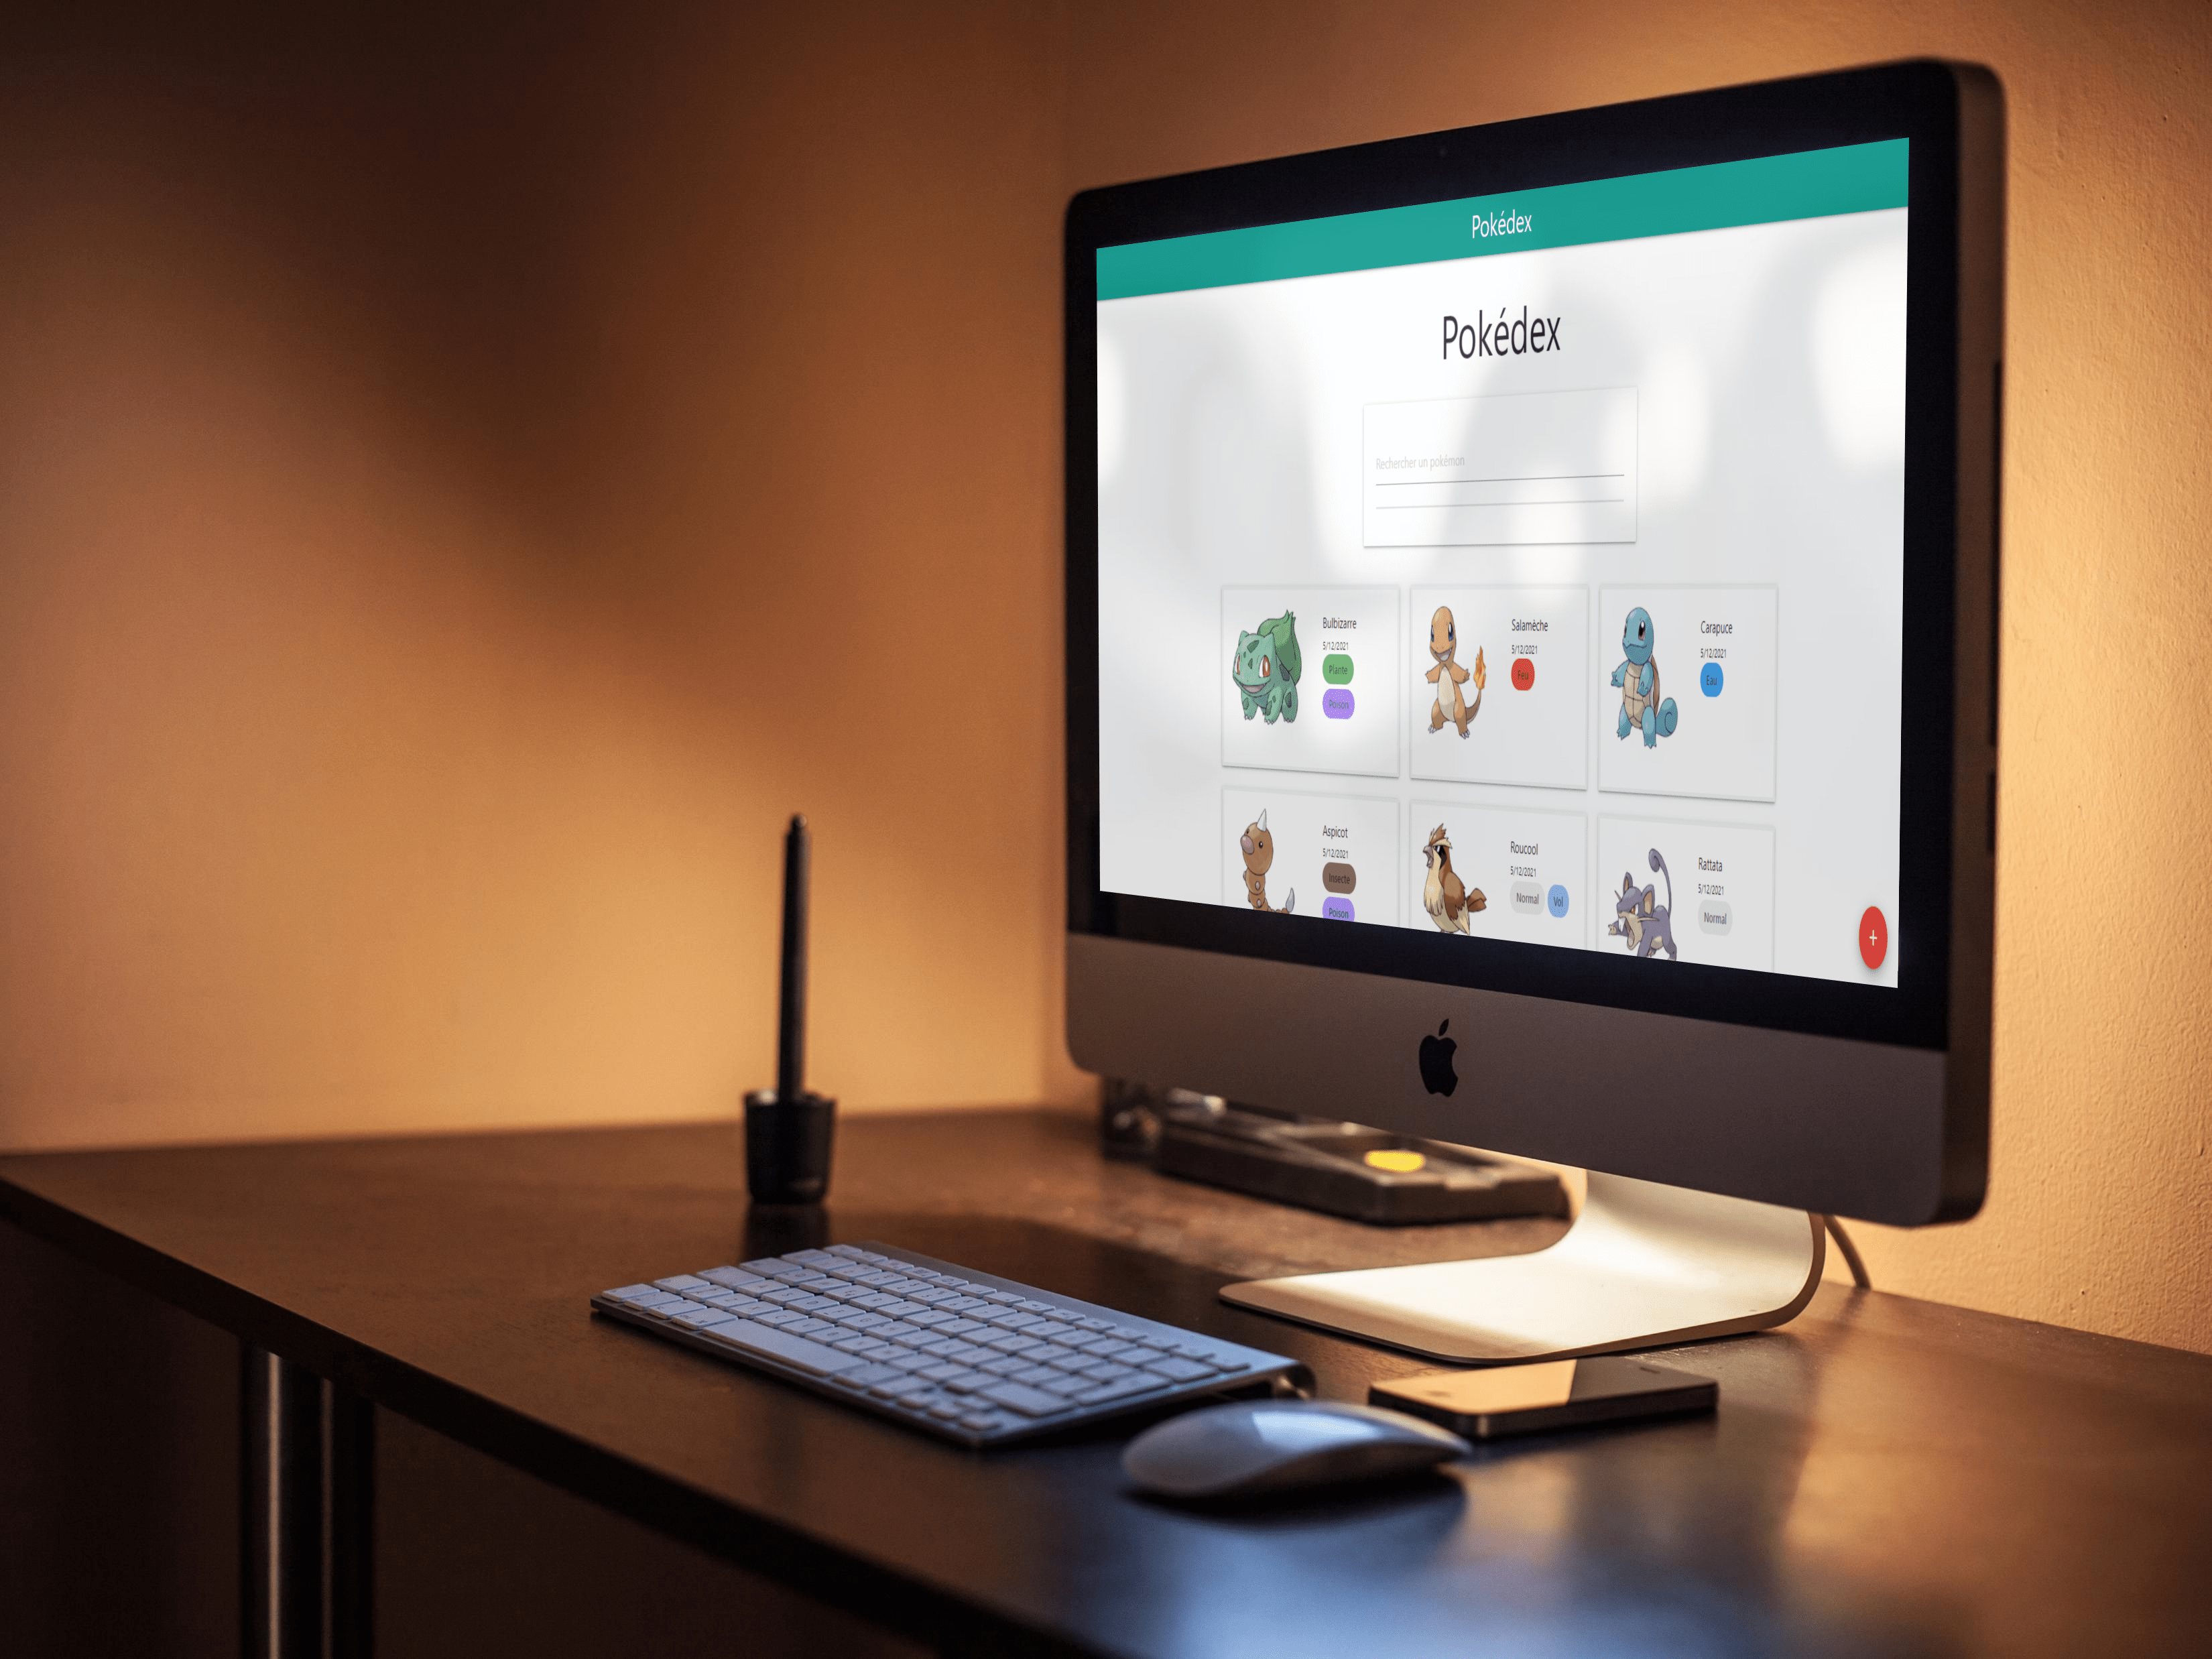 Pokédex
Pokédex
Rechercher un pokémon
Bulbizarre
5/12/2021
Plante
Poison
Salamèche
5/12/2021
Feu
Carapuce
5/12/2021
Eau
Aspicot
5/12/2021
Insecte
Poison
Roucool
5/12/2021
Normal Vol
Rattata
5/12/2021
Normal
+